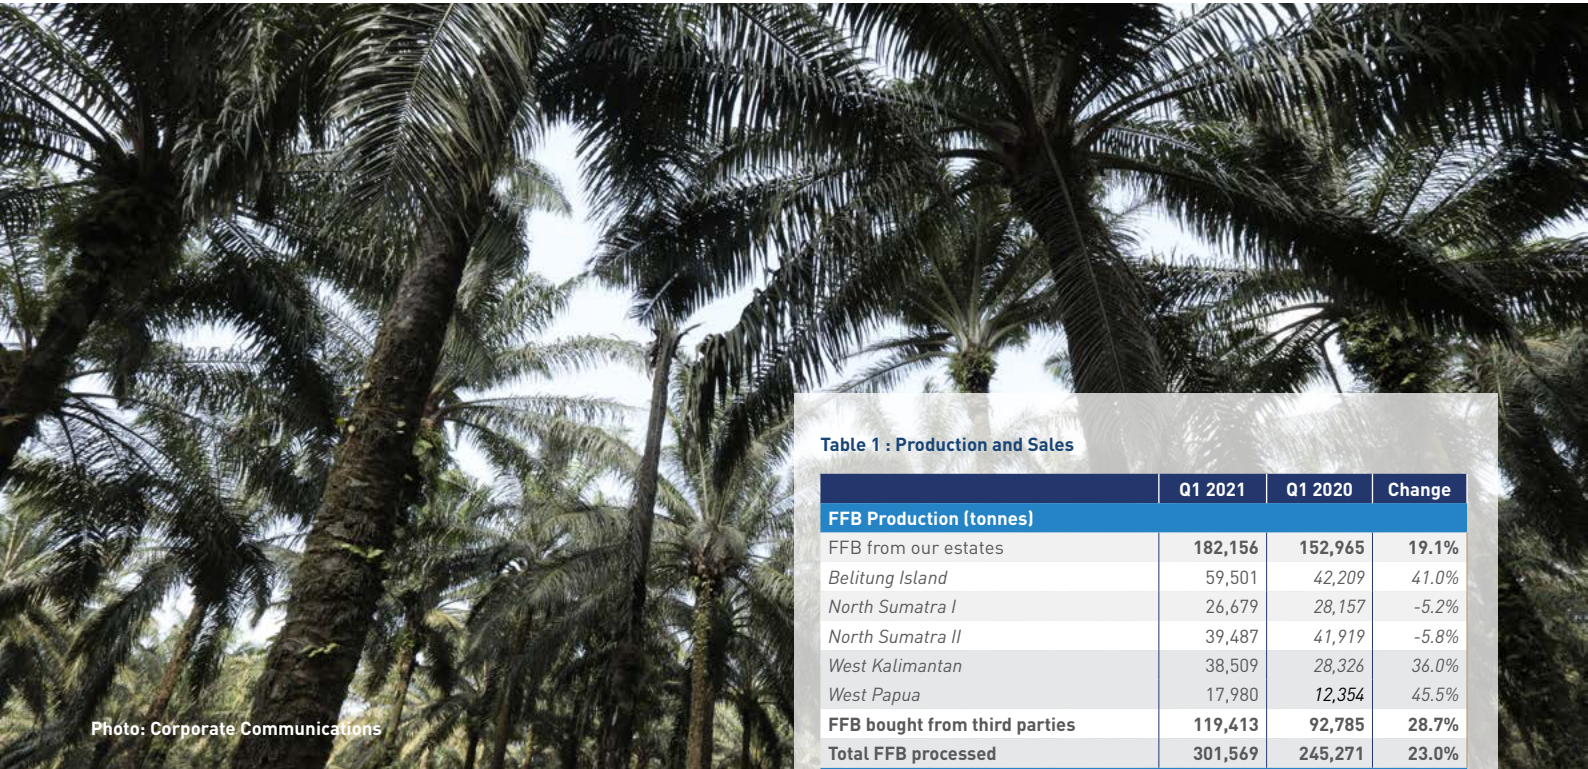 Table 1 : Production and Sales
Q1 2021 Q1 2020 Change
FFB Production (tonnes)
FFB from our estates 182,156 152,965 19.1%
Belitung Island 59,501 42,209 41.0%
North Sumatra I 26,679 28,157 -5.2%
North Sumatra II 39,487 41,919 -5.8%
West Kalimantan 38,509 28,326 36.0%
West Papua 17,980 12,354 45.5%
FFB bought from third parties 119,413 92,785 28.7%
Total FFB processed 301,569 245,271 23.0%
Photo: Corporate Communications